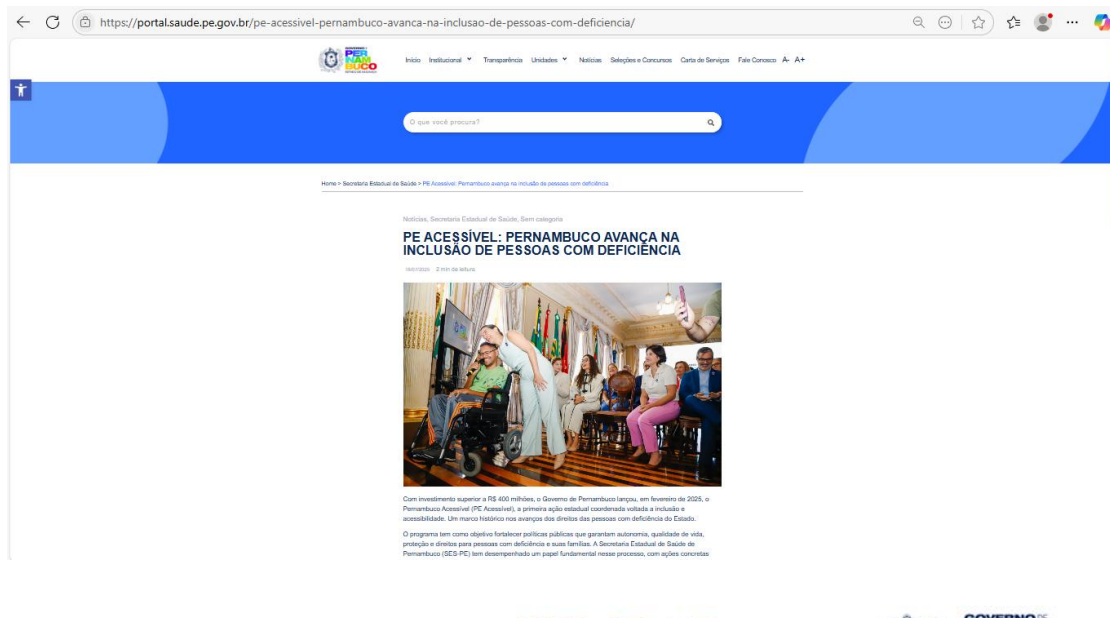 https://portal.saude.pe.gov.br/pe-acessivel-pernambuco-avanca-na-inclusao-de-pessoas-com-deficiencia/
GOVERNO DE
PER
NAM
BUCO
Início Institucional Transparência Unidades Notícias Seleções e Concursos Carta de Serviços Fale Conosco A- A+
O que você procura?
Home > Secretaria Estadual de Saúde > PE Acessível: Pernambuco avança na inclusão de pessoas com deficiência
Notícias, Secretaria Estadual de Saúde, Sem categoria
PE ACESSÍVEL: PERNAMBUCO AVANÇA NA
INCLUSÃO DE PESSOAS COM DEFICIÊNCIA
2 min de leitura
Com investimento superior a R$ 400 milhões, o Governo de Pernambuco lançou, em fevereiro de 2025, o
Pernambuco Acessível (PE Acessível), a primeira ação estadual coordenada voltada a inclusão e
acessibilidade. Um marco histórico nos avanços dos direitos das pessoas com deficiência do Estado.
O programa tem como objetivo fortalecer políticas públicas que garantam autonomia, qualidade de vida,
proteção e direitos para pessoas com deficiência e suas famílias. A Secretaria Estadual de Saúde de
Pernambuco (SES-PE) tem desempenhado um papel fundamental nesse processo, com ações concretas
GOVERNO DE